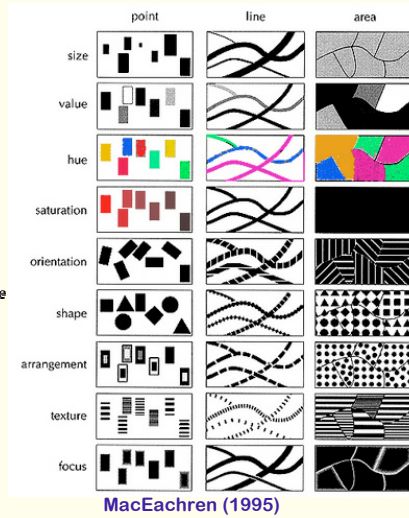 point line area
size
value
hue
saturation
orientation
e
shape
arrangement
texture
focus
MacEachren (1995)